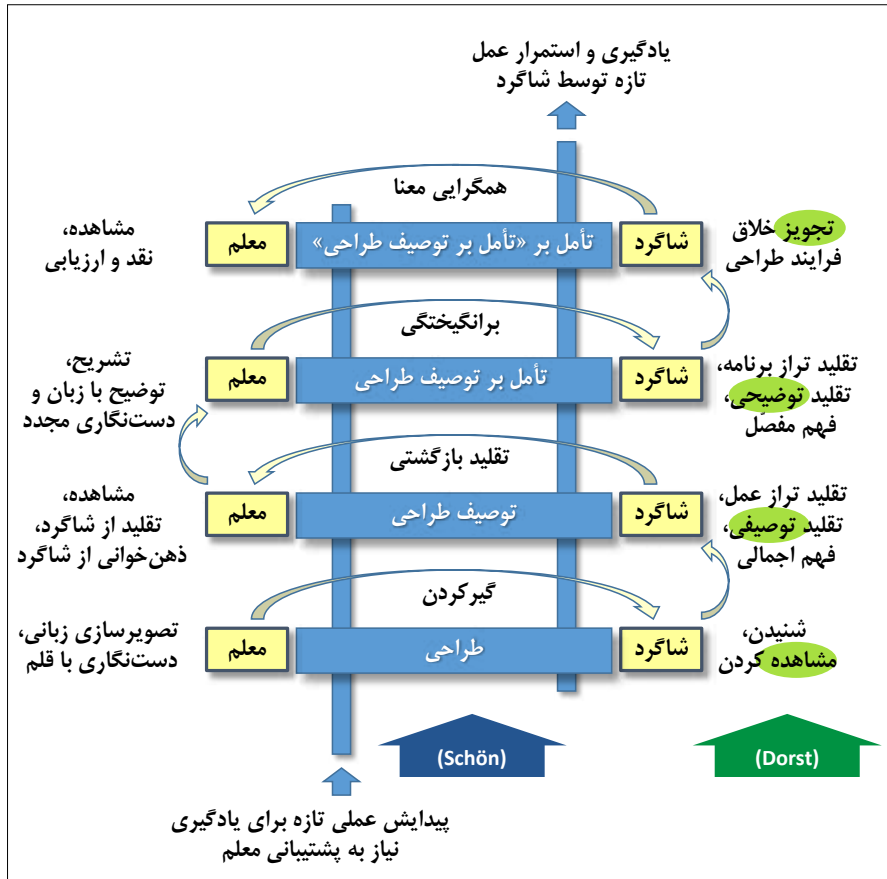 یادگیری و استمرار عمل
تازه توسط شاگرد
همگرایی معنا
تجویز خلاق
فرایند طراحی
شاگرد
تأمل بر «تأمل بر توصیف طراحی»
معلم
مشاهده،
نقد و ارزیابی
برانگیختگی
تقلید تراز برنامه،
تقلید توضیحی،
فهم مفصّل
شاگرد
تأمل بر توصیف طراحی
معلم
تشریح،
توضیح با زبان و
دست‌نگاری مجدد
تقلید بازگشتی
تقلید تراز عمل،
تقلید توصیفی،
فهم اجمالی
شاگرد
توصیف طراحی
معلم
مشاهده،
تقلید از شاگرد،
ذهن‌خوانی از شاگرد
گیرکردن
شنیدن،
مشاهده کردن
شاگرد
طراحی
معلم
تصویرسازی زبانی،
دست‌نگاری با قلم
(Dorst)
(Schön)
پیدایش عملی تازه برای یادگیری
نیاز به پشتیبانی معلم